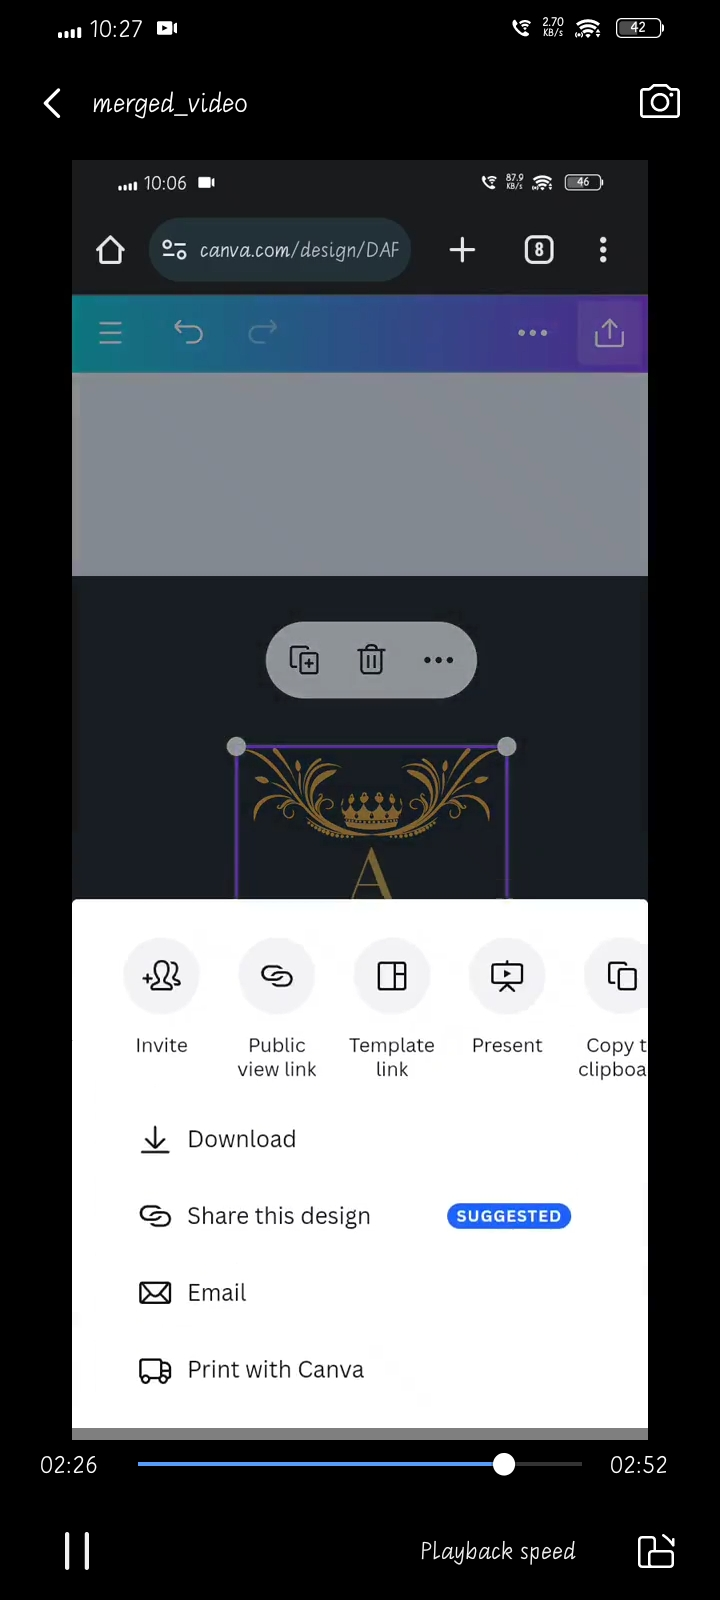 10:27
2.70
KB/s
42
merged_video
10:06
87.9
KB/s
46
canva.com/design/DAF
8
A
Invite
Public
view link
Template
link
Present
Copy t
clipboa
Download
Share this design
SUGGESTED
Email
Print with Canva
02:26
02:52
Playback speed